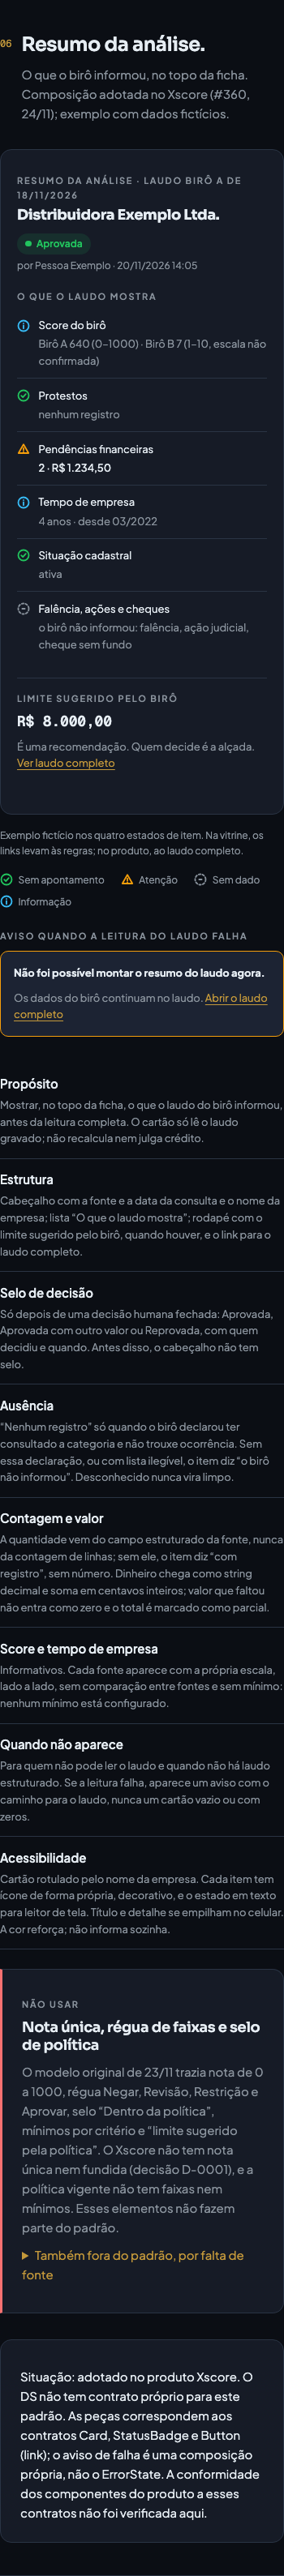 06 Resumo da análise.
O que o birô informou, no topo da ficha.
Composição adotada no Xscore (#360,
24/11); exemplo com dados fictícios.
RESUMO DA ANÁLISE · LAUDO BIRÔ A DE
18/11/2026
Distribuidora Exemplo Ltda.
Aprovada
por Pessoa Exemplo · 20/11/2026 14:05
O QUE O LAUDO MOSTRA
Score do birô
Birô A 640 (0–1000) · Birô B 7 (1–10, escala não
confirmada)
Protestos
nenhum registro
Pendências financeiras
2 · R$ 1.234,50
Tempo de empresa
4 anos · desde 03/2022
Situação cadastral
ativa
Falência, ações e cheques
o birô não informou: falência, ação judicial,
cheque sem fundo
LIMITE SUGERIDO PELO BIRÔ
R$ 8.000,00
É uma recomendação. Quem decide é a alçada.
Ver laudo completo
Exemplo fictício nos quatro estados de item. Na vitrine, os
links levam às regras; no produto, ao laudo completo.
Sem apontamento Atenção Sem dado
Informação
AVISO QUANDO A LEITURA DO LAUDO FALHA
Não foi possível montar o resumo do laudo agora.
Os dados do birô continuam no laudo. Abrir o laudo
completo
Propósito
Mostrar, no topo da ficha, o que o laudo do birô informou,
antes da leitura completa. O cartão só lê o laudo
gravado; não recalcula nem julga crédito.
Estrutura
Cabeçalho com a fonte e a data da consulta e o nome da
empresa; lista “O que o laudo mostra”; rodapé com o
limite sugerido pelo birô, quando houver, e o link para o
laudo completo.
Selo de decisão
Só depois de uma decisão humana fechada: Aprovada,
Aprovada com outro valor ou Reprovada, com quem
decidiu e quando. Antes disso, o cabeçalho não tem
selo.
Ausência
“Nenhum registro” só quando o birô declarou ter
consultado a categoria e não trouxe ocorrência. Sem
essa declaração, ou com lista ilegível, o item diz “o birô
não informou”. Desconhecido nunca vira limpo.
Contagem e valor
A quantidade vem do campo estruturado da fonte, nunca
da contagem de linhas; sem ele, o item diz “com
registro”, sem número. Dinheiro chega como string
decimal e soma em centavos inteiros; valor que faltou
não entra como zero e o total é marcado como parcial.
Score e tempo de empresa
Informativos. Cada fonte aparece com a própria escala,
lado a lado, sem comparação entre fontes e sem mínimo:
nenhum mínimo está configurado.
Quando não aparece
Para quem não pode ler o laudo e quando não há laudo
estruturado. Se a leitura falha, aparece um aviso com o
caminho para o laudo, nunca um cartão vazio ou com
zeros.
Acessibilidade
Cartão rotulado pelo nome da empresa. Cada item tem
ícone de forma própria, decorativo, e o estado em texto
para leitor de tela. Título e detalhe se empilham no celular.
A cor reforça; não informa sozinha.
NÃO USAR
Nota única, régua de faixas e selo
de política
O modelo original de 23/11 trazia nota de 0
a 1000, régua Negar, Revisão, Restrição e
Aprovar, selo “Dentro da política”,
mínimos por critério e “limite sugerido
pela política”. O Xscore não tem nota
única nem fundida (decisão D-0001), e a
política vigente não tem faixas nem
mínimos. Esses elementos não fazem
parte do padrão.
Também fora do padrão, por falta de
fonte
Situação: adotado no produto Xscore. O
DS não tem contrato próprio para este
padrão. As peças correspondem aos
contratos Card, StatusBadge e Button
(link); o aviso de falha é uma composição
própria, não o ErrorState. A conformidade
dos componentes do produto a esses
contratos não foi verificada aqui.